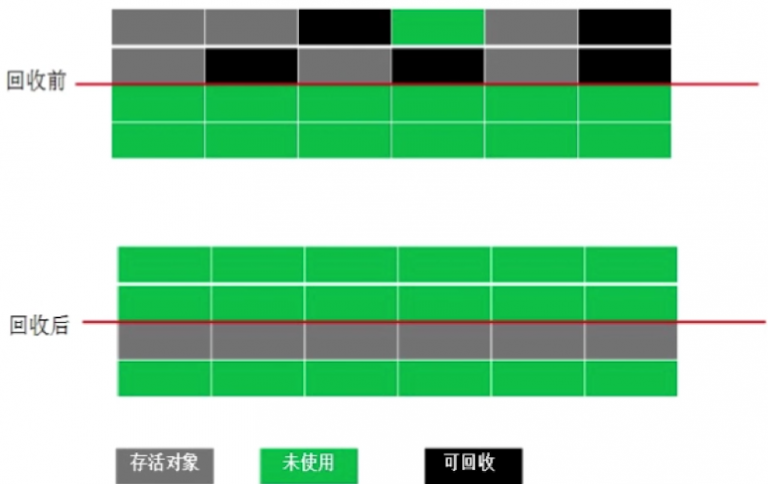 回收前
回收后
存活对象 未使用 可回收